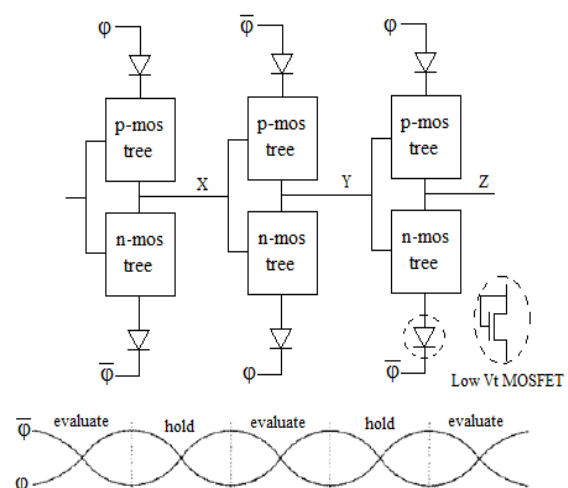 φ
φ̅
φ
p-mos
tree
p-mos
tree
p-mos
tree
X
Y
Z
n-mos
tree
n-mos
tree
n-mos
tree
φ̅
φ
φ̅
Low Vt MOSFET
φ̅ evaluate hold evaluate hold evaluate
φ